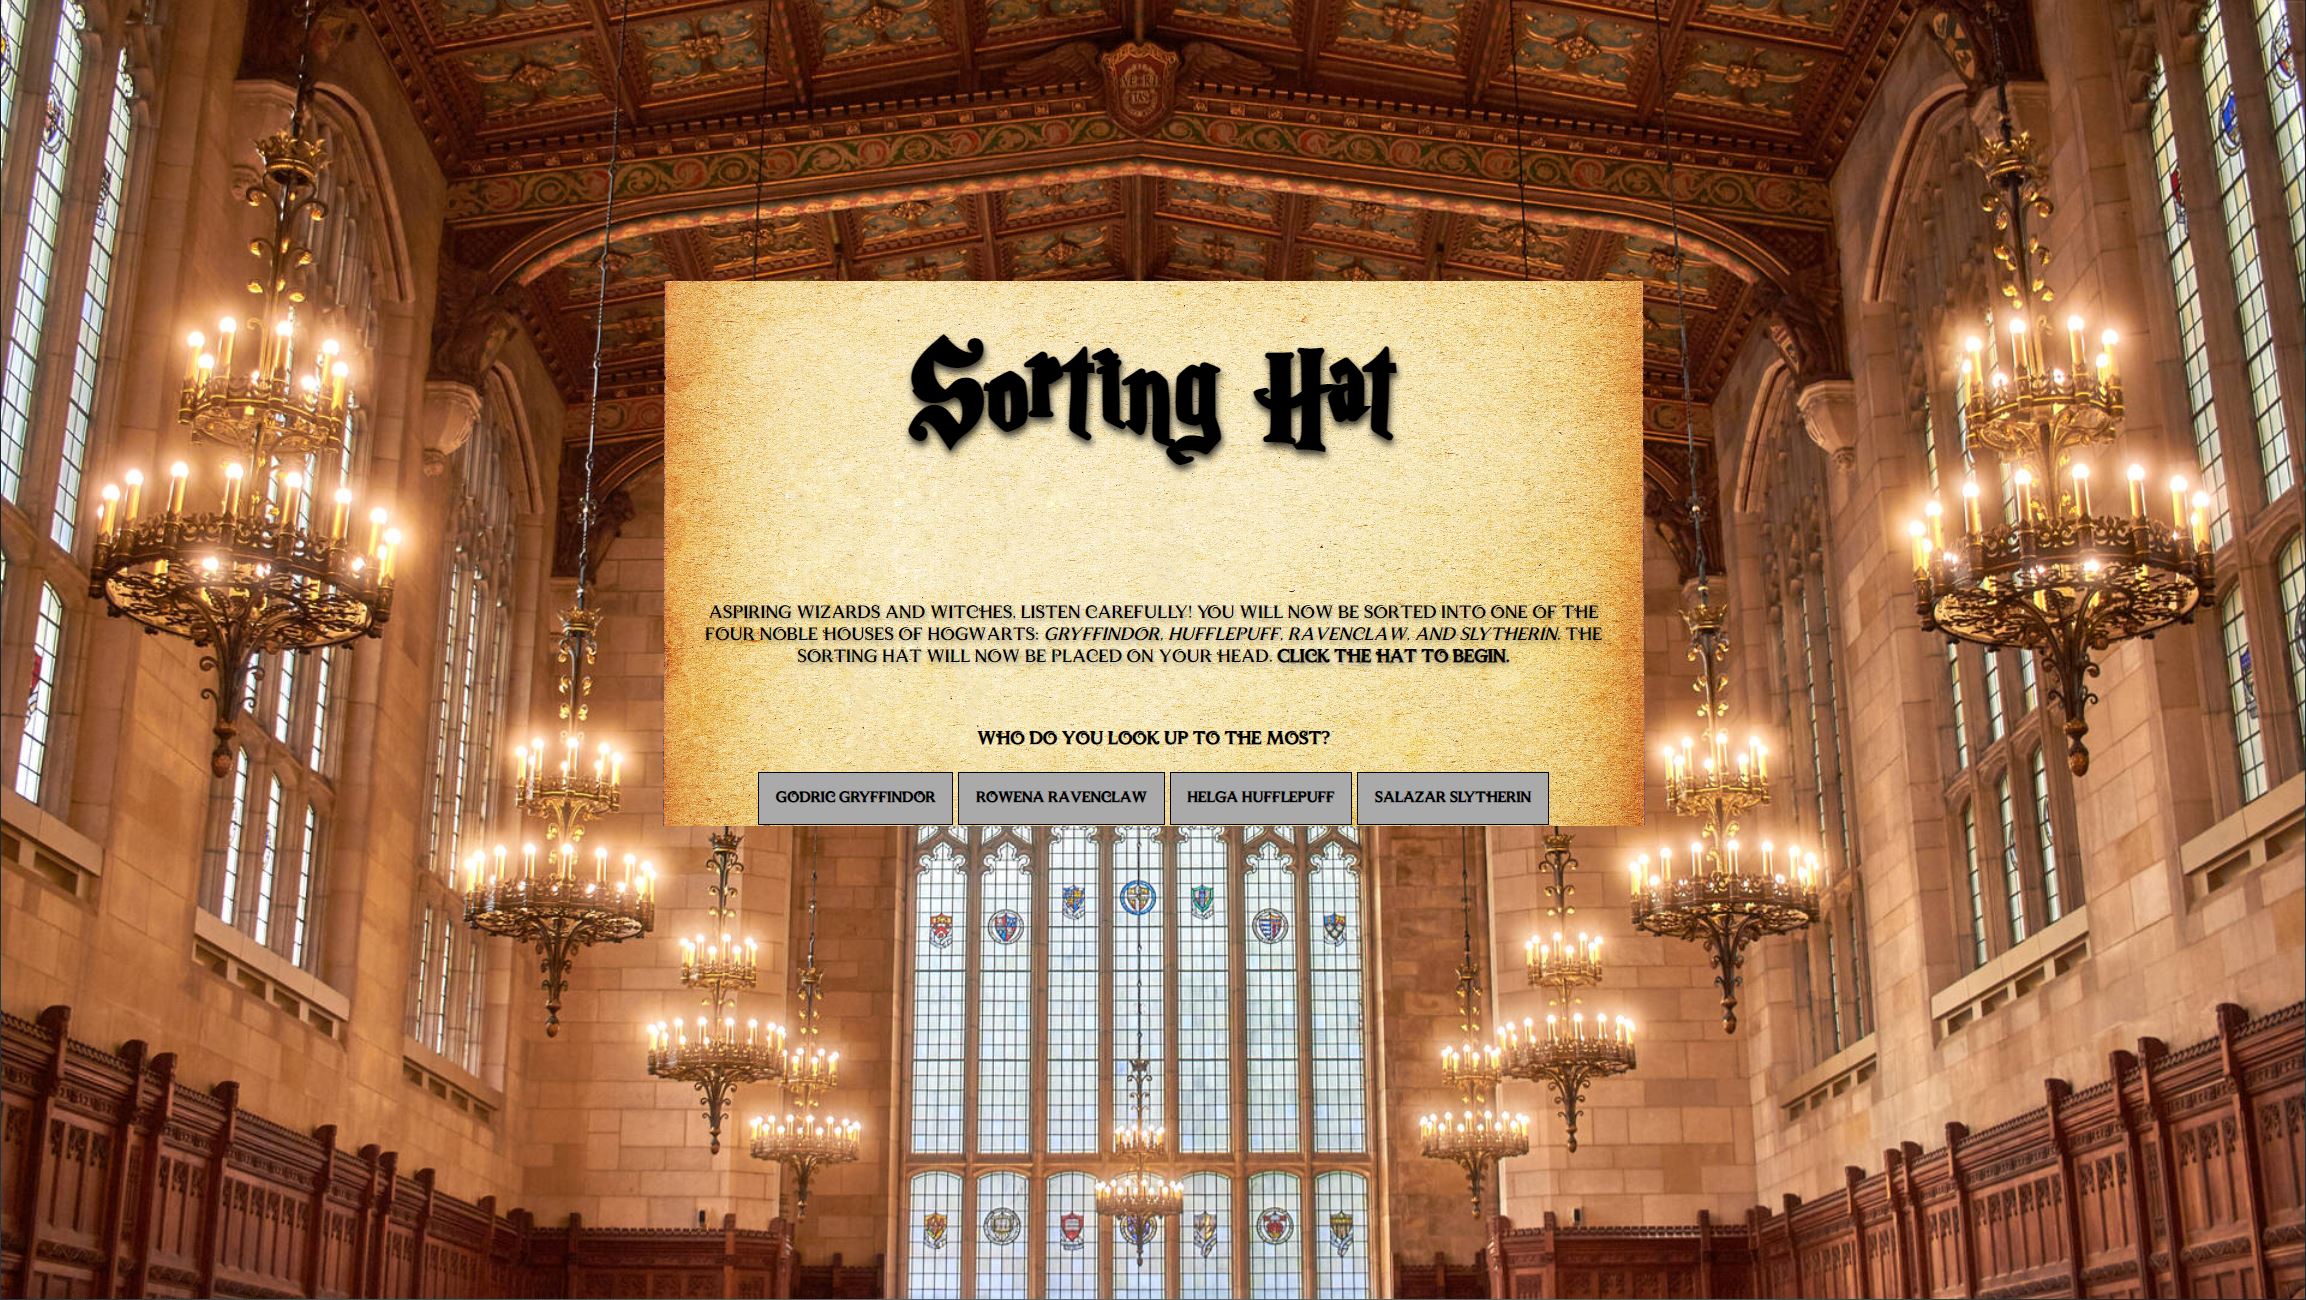 Sorting Hat
ASPIRING WIZARDS AND WITCHES, LISTEN CAREFULLY! YOU WILL NOW BE SORTED INTO ONE OF THE
FOUR NOBLE HOUSES OF HOGWARTS: GRYFFINDOR, HUFFLEPUFF, RAVENCLAW, AND SLYTHERIN. THE
SORTING HAT WILL NOW BE PLACED ON YOUR HEAD. CLICK THE HAT TO BEGIN.
WHO DO YOU LOOK UP TO THE MOST?
GODRIC GRYFFINDOR
ROWENA RAVENCLAW
HELGA HUFFLEPUFF
SALAZAR SLYTHERIN